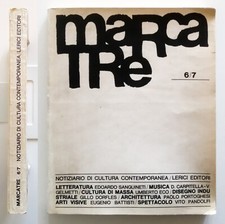 NOTIZIARIO DI CULTURA CONTEMPORANEA / LERICI EDITORI
MARCATRE 6/7
maRca
TRe
6/7
NOTIZIARIO DI CULTURA CONTEMPORANEA / LERICI EDITORI
LETTERATURA EDOARDO SANGUINETI / MUSICA D. CARPITELLA-V.
GELMETTI / CULTURA DI MASSA UMBERTO ECO / DISEGNO INDU
STRIALE GILLO DORFLES / ARCHITETTURA PAOLO PORTOGHESI
ARTI VISIVE EUGENIO BATTISTI / SPETTACOLO VITO PANDOLFI